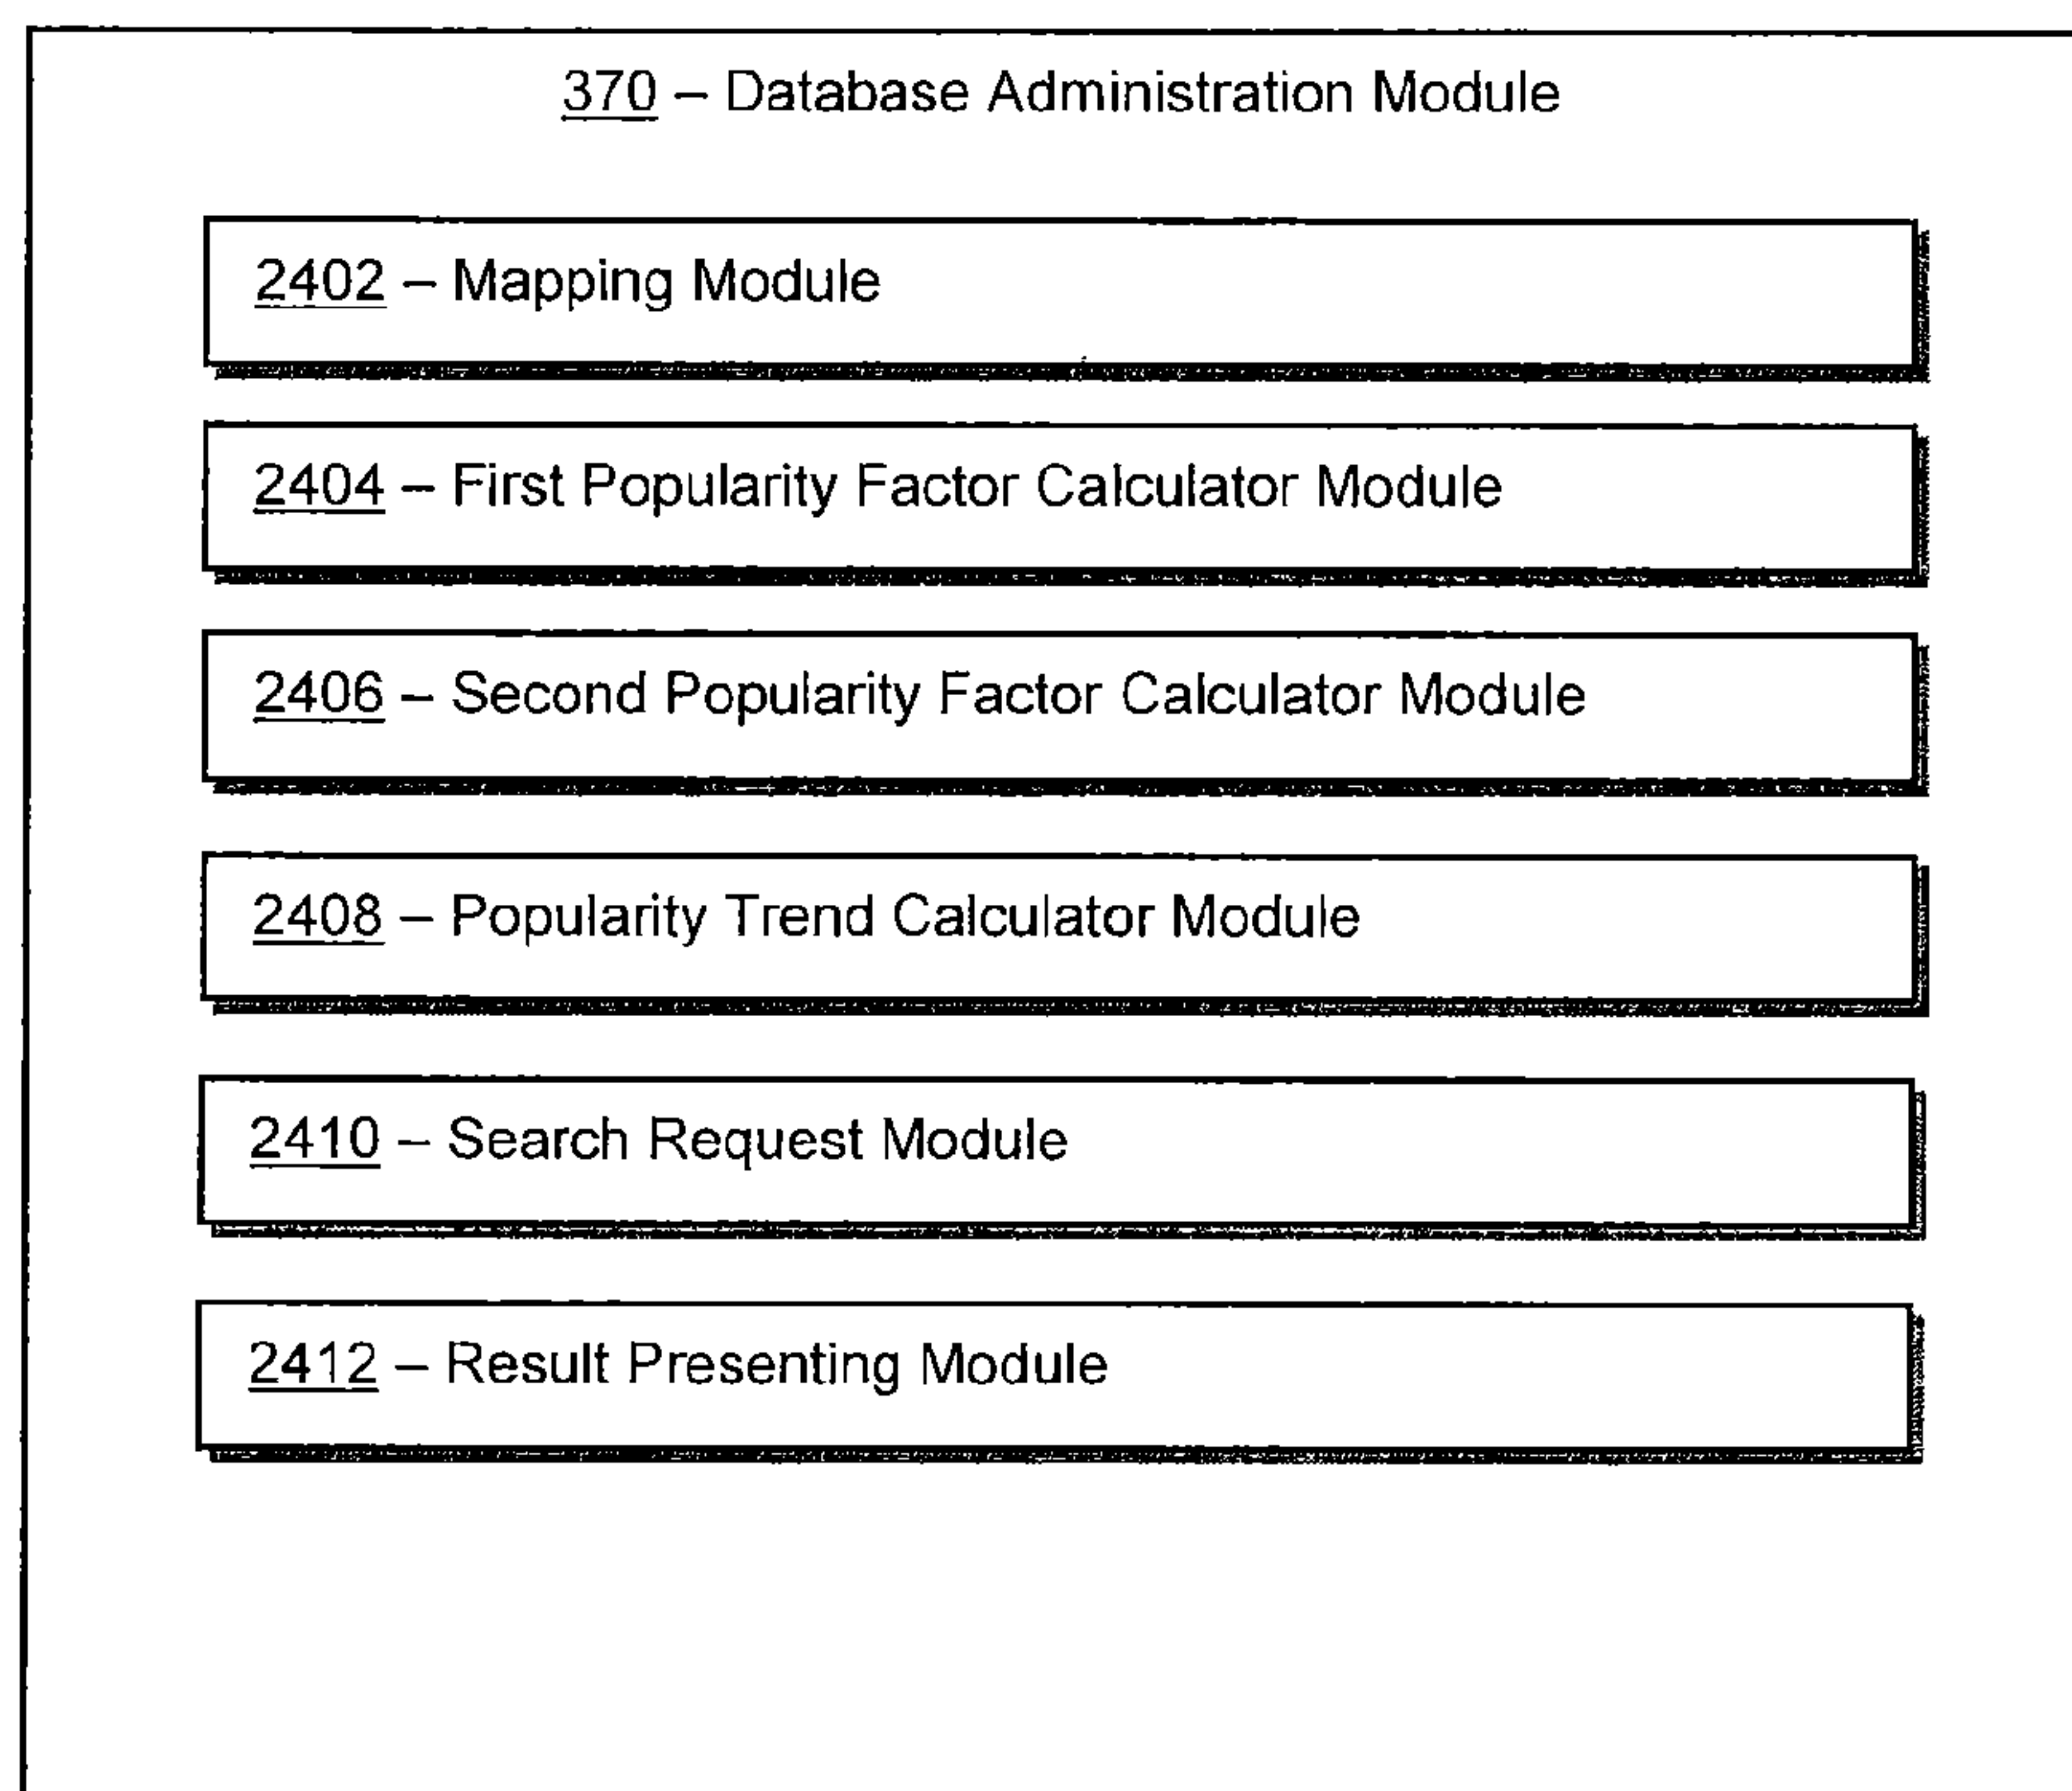 370 – Database Administration Module
2402 – Mapping Module
2404 – First Popularity Factor Calculator Module
2406 – Second Popularity Factor Calculator Module
2408 – Popularity Trend Calculator Module
2410 – Search Request Module
2412 – Result Presenting Module